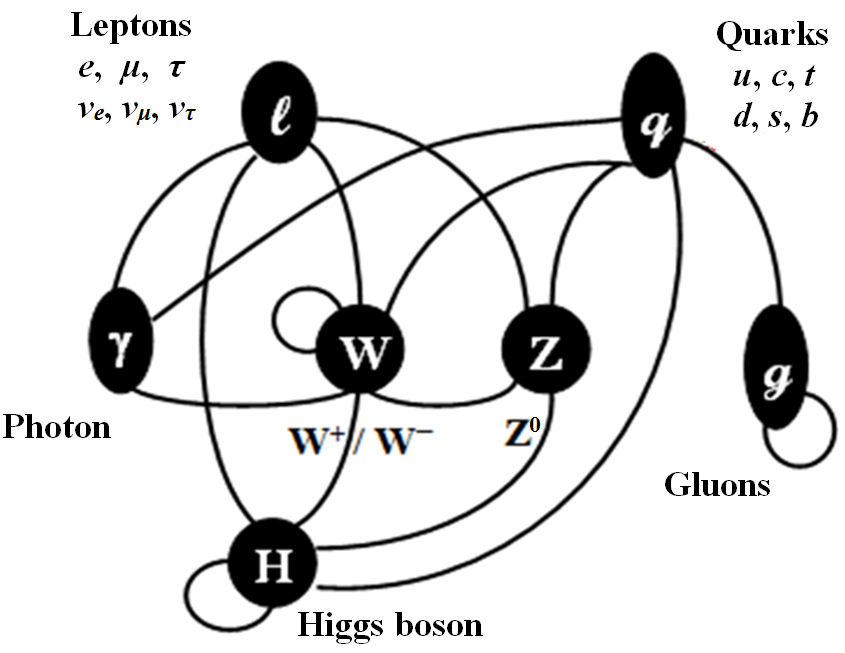 Leptons
e, μ, τ
νe, νμ, ντ
Quarks
u, c, t
d, s, b
ℓ
q
γ
W
Z
g
Photon
W⁺ / W⁻
Z⁰
Gluons
H
Higgs boson